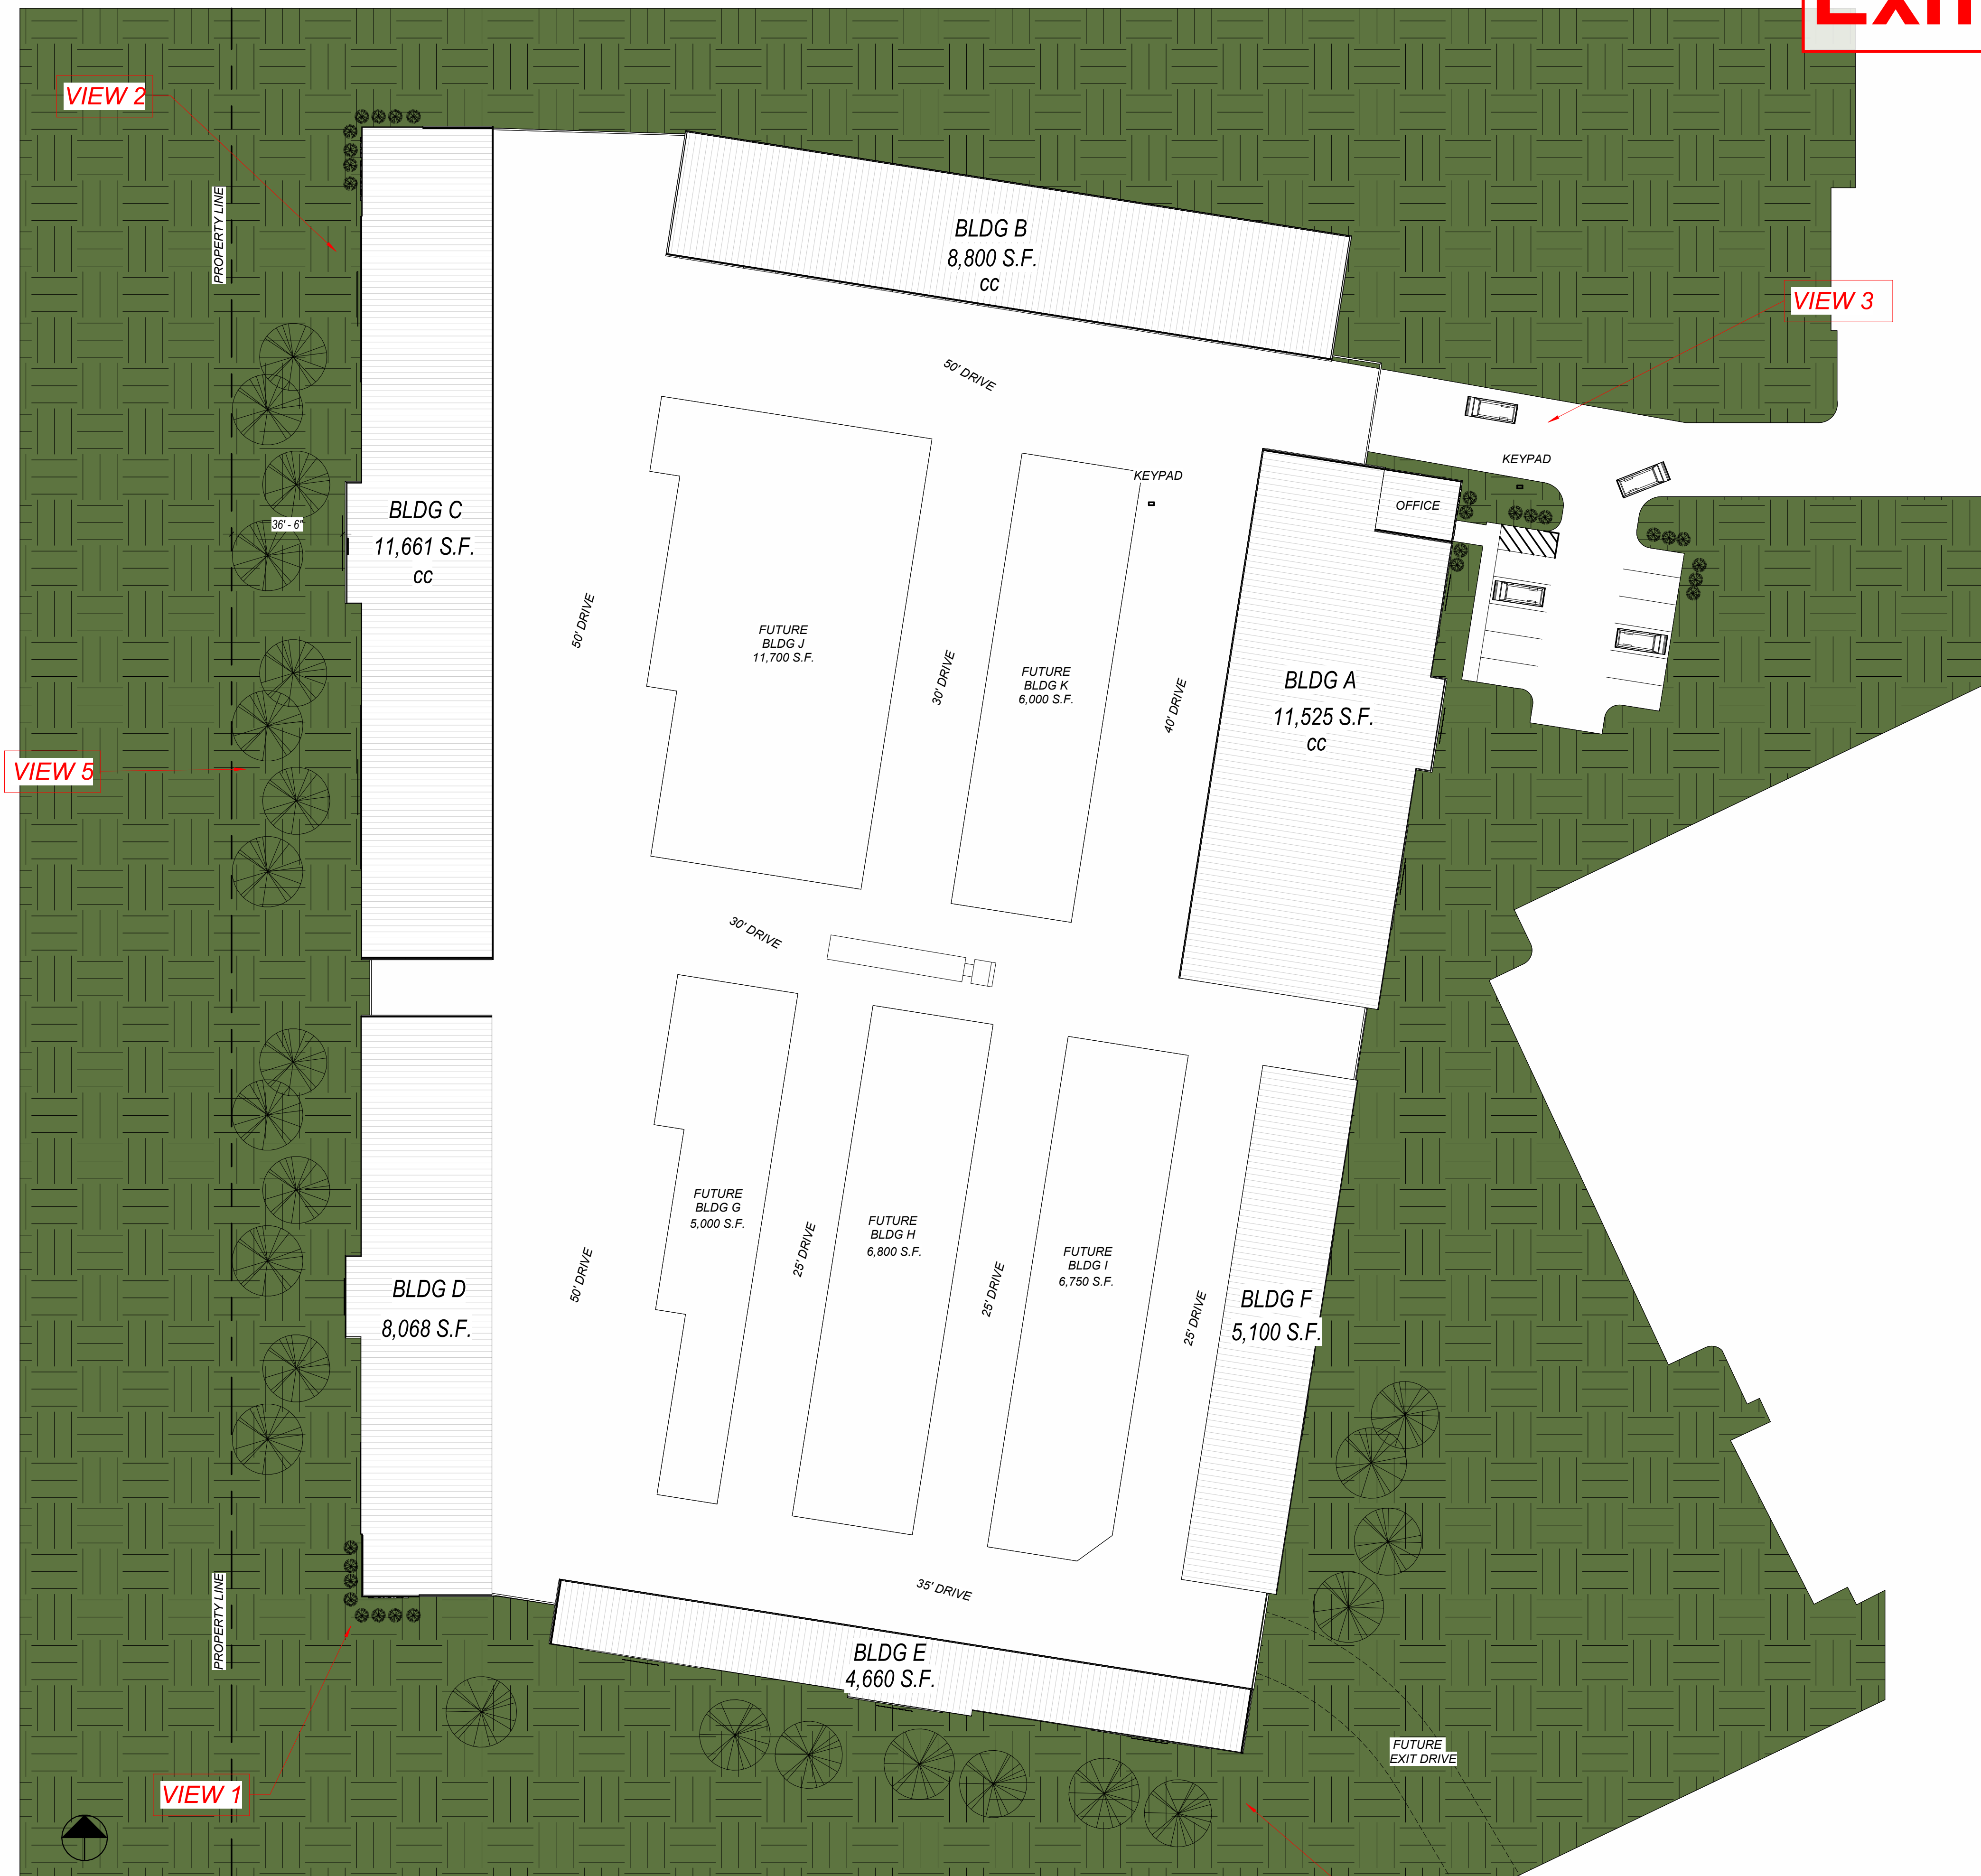 VIEW 2
PROPERTY LINE
BLDG B
8,800 S.F.
cc
VIEW 3
50' DRIVE
KEYPAD
KEYPAD
OFFICE
BLDG C
11,661 S.F.
cc
36' - 6"
50' DRIVE
FUTURE
BLDG J
11,700 S.F.
30' DRIVE
FUTURE
BLDG K
6,000 S.F.
40' DRIVE
BLDG A
11,525 S.F.
cc
VIEW 5
30' DRIVE
FUTURE
BLDG G
5,000 S.F.
25' DRIVE
FUTURE
BLDG H
6,800 S.F.
25' DRIVE
FUTURE
BLDG I
6,750 S.F.
25' DRIVE
BLDG F
5,100 S.F.
50' DRIVE
BLDG D
8,068 S.F.
35' DRIVE
PROPERTY LINE
BLDG E
4,660 S.F.
FUTURE
EXIT DRIVE
VIEW 1